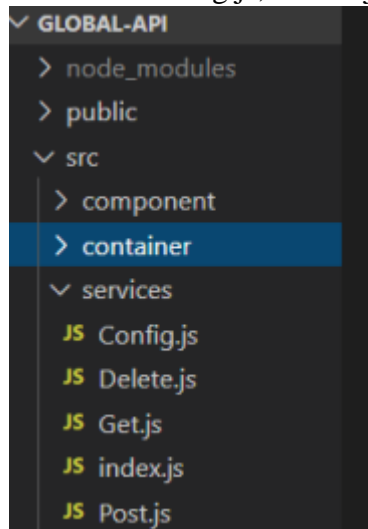 GLOBAL-API
node_modules
public
src
component
container
services
JS Config.js
JS Delete.js
JS Get.js
JS index.js
JS Post.js